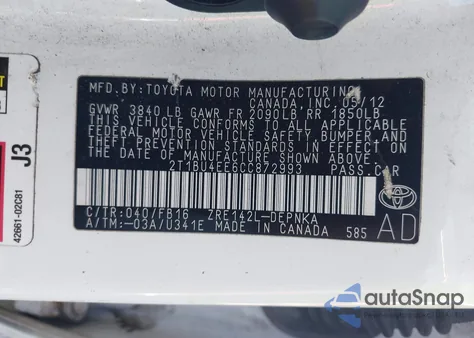 MFD. BY: TOYOTA MOTOR MANUFACTURING
CANADA, INC. 05/12
GVWR 3840 LB GAWR FR 2090LB RR 1850LB
THIS VEHICLE CONFORMS TO ALL APPLICABLE
FEDERAL MOTOR VEHICLE SAFETY, BUMPER, AND
THEFT PREVENTION STANDARDS IN EFFECT ON
THE DATE OF MANUFACTURE SHOWN ABOVE.
2T1BU4EE6CC872993 PASS. CAR
C/TR: 040/FB16 ZRE142L-DEPNKA
A/TM: -03A/U341E MADE IN CANADA 585
AD
J3
42661-02C81
autoSnap